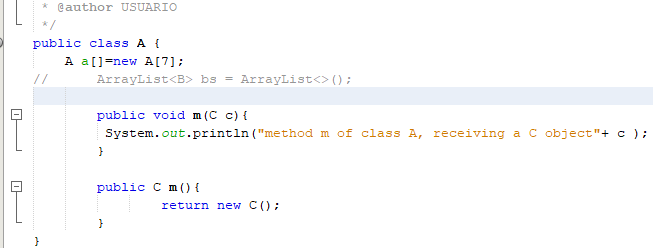 * @author USUARIO
*/
public class A {
A a[]=new A[7];
// ArrayList<B> bs = ArrayList<>();
public void m(C c){
System.out.println("method m of class A, receiving a C object"+ c );
}
public C m(){
return new C();
}
}